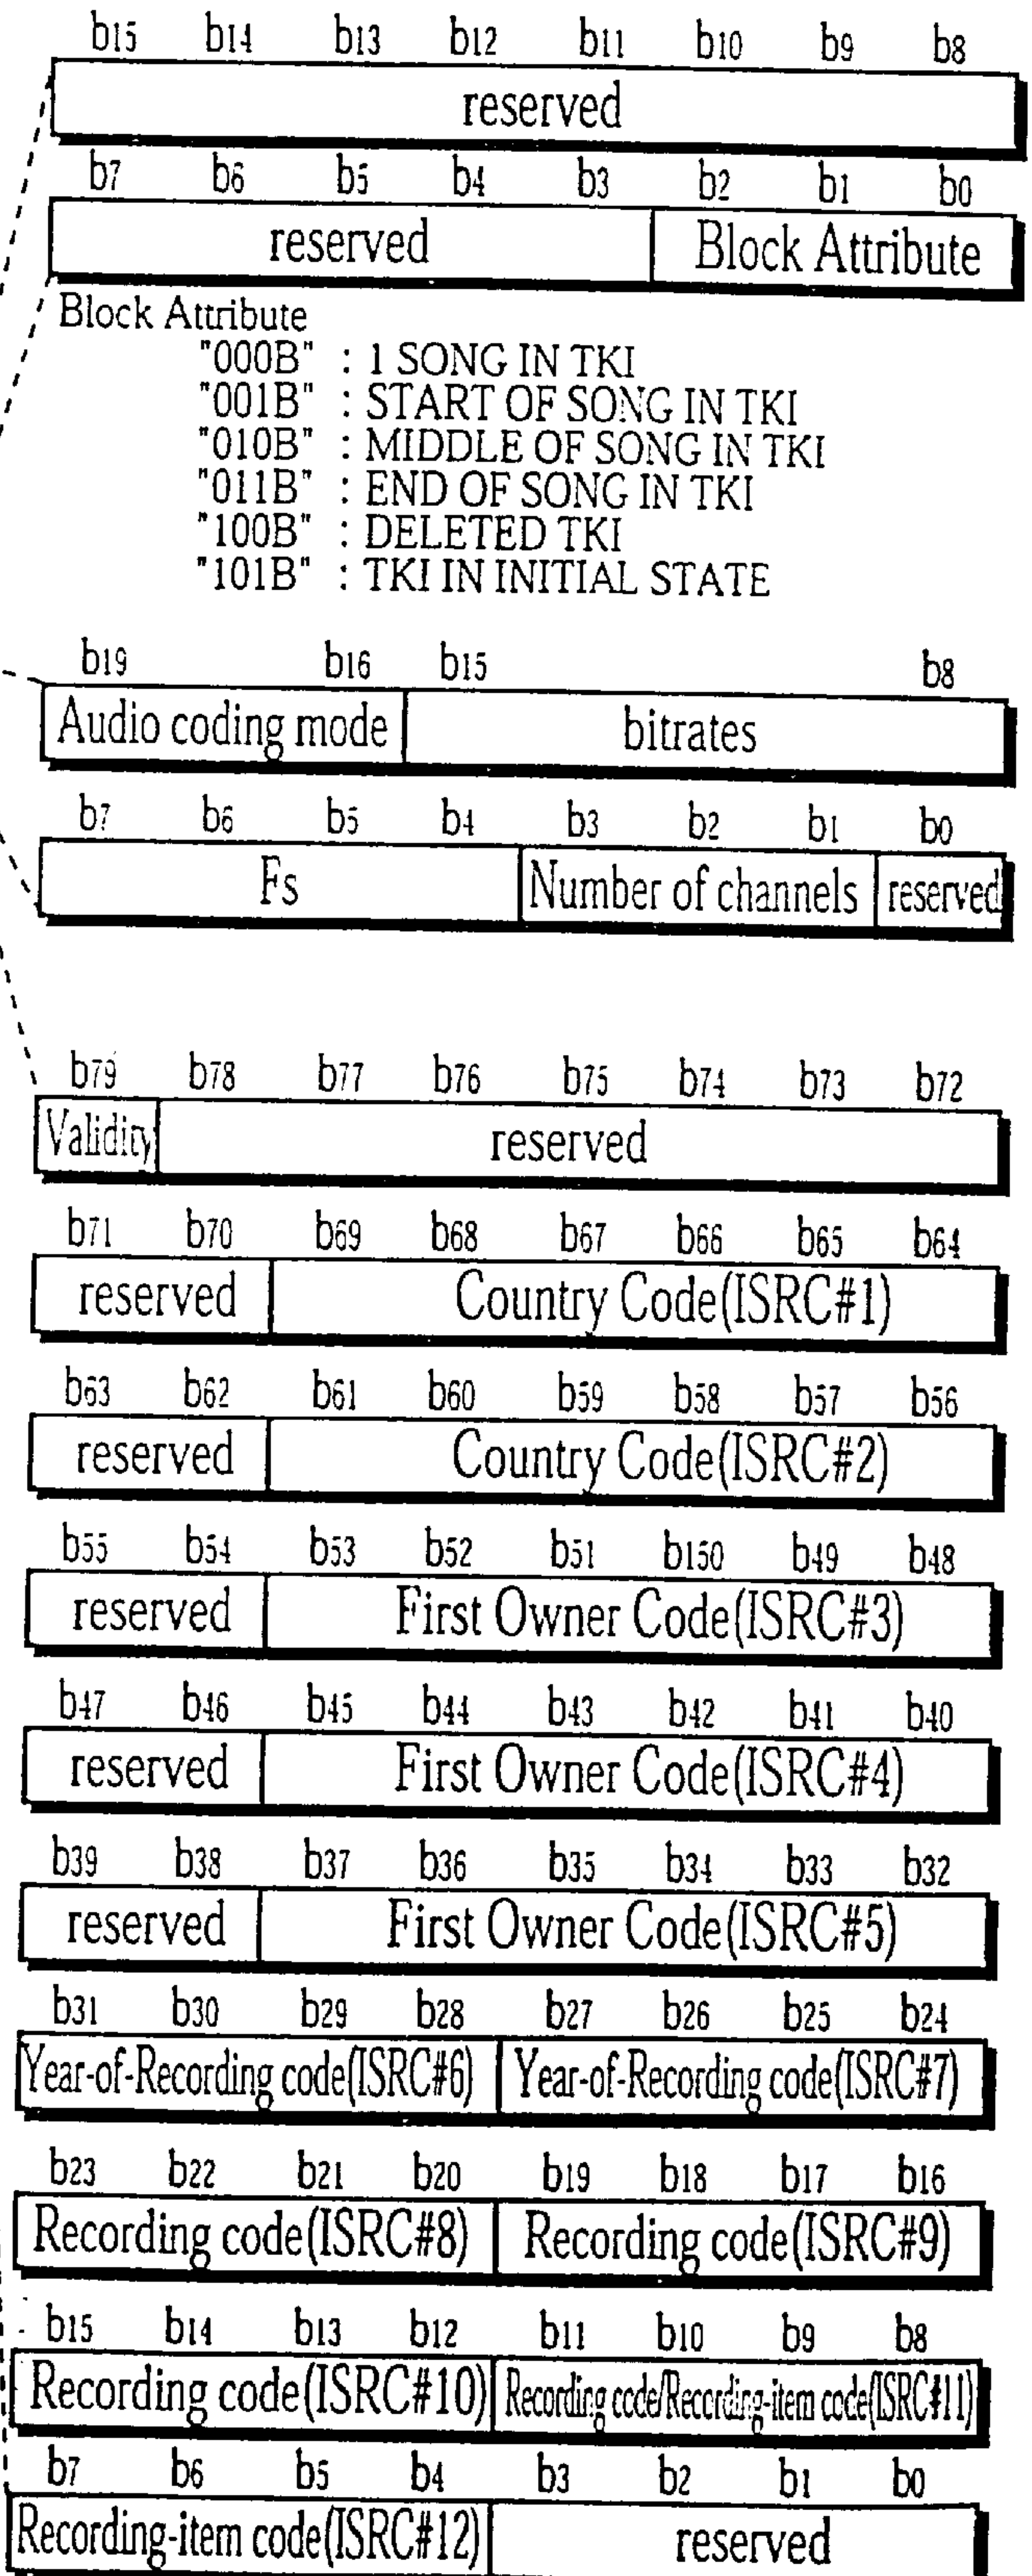 b15 b14 b13 b12 b11 b10 b9 b8
reserved
b7 b6 b5 b4 b3 b2 b1 b0
reserved Block Attribute
Block Attribute
"000B" : 1 SONG IN TKI
"001B" : START OF SONG IN TKI
"010B" : MIDDLE OF SONG IN TKI
"011B" : END OF SONG IN TKI
"100B" : DELETED TKI
"101B" : TKI IN INITIAL STATE
b19 b16 b15 b8
Audio coding mode bitrates
b7 b6 b5 b4 b3 b2 b1 b0
Fs Number of channels reserved
b79 b78 b77 b76 b75 b74 b73 b72
Validity reserved
b71 b70 b69 b68 b67 b66 b65 b64
reserved Country Code(ISRC#1)
b63 b62 b61 b60 b59 b58 b57 b56
reserved Country Code(ISRC#2)
b55 b54 b53 b52 b51 b150 b49 b48
reserved First Owner Code(ISRC#3)
b47 b46 b45 b44 b43 b42 b41 b40
reserved First Owner Code(ISRC#4)
b39 b38 b37 b36 b35 b34 b33 b32
reserved First Owner Code(ISRC#5)
b31 b30 b29 b28 b27 b26 b25 b24
Year-of-Recording code(ISRC#6) Year-of-Recording code(ISRC#7)
b23 b22 b21 b20 b19 b18 b17 b16
Recording code(ISRC#8) Recording code(ISRC#9)
b15 b14 b13 b12 b11 b10 b9 b8
Recording code(ISRC#10) Recording code/Recording-item code(ISRC#11)
b7 b6 b5 b4 b3 b2 b1 b0
Recording-item code(ISRC#12) reserved